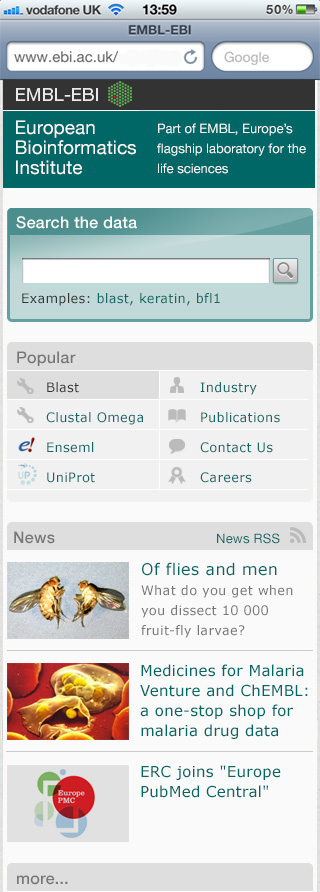 vodafone UK 13:59 50%
EMBL-EBI
www.ebi.ac.uk/ Google
EMBL-EBI
European
Bioinformatics
Institute
Part of EMBL, Europe's
flagship laboratory for the
life sciences
Search the data
Examples: blast, keratin, bfl1
Popular
Blast
Industry
Clustal Omega
Publications
e!
Enseml
Contact Us
UP
UniProt
Careers
News
News RSS
Of flies and men
What do you get when
you dissect 10 000
fruit-fly larvae?
Medicines for Malaria
Venture and ChEMBL:
a one-stop shop for
malaria drug data
Europe
PMC
ERC joins "Europe
PubMed Central"
more...